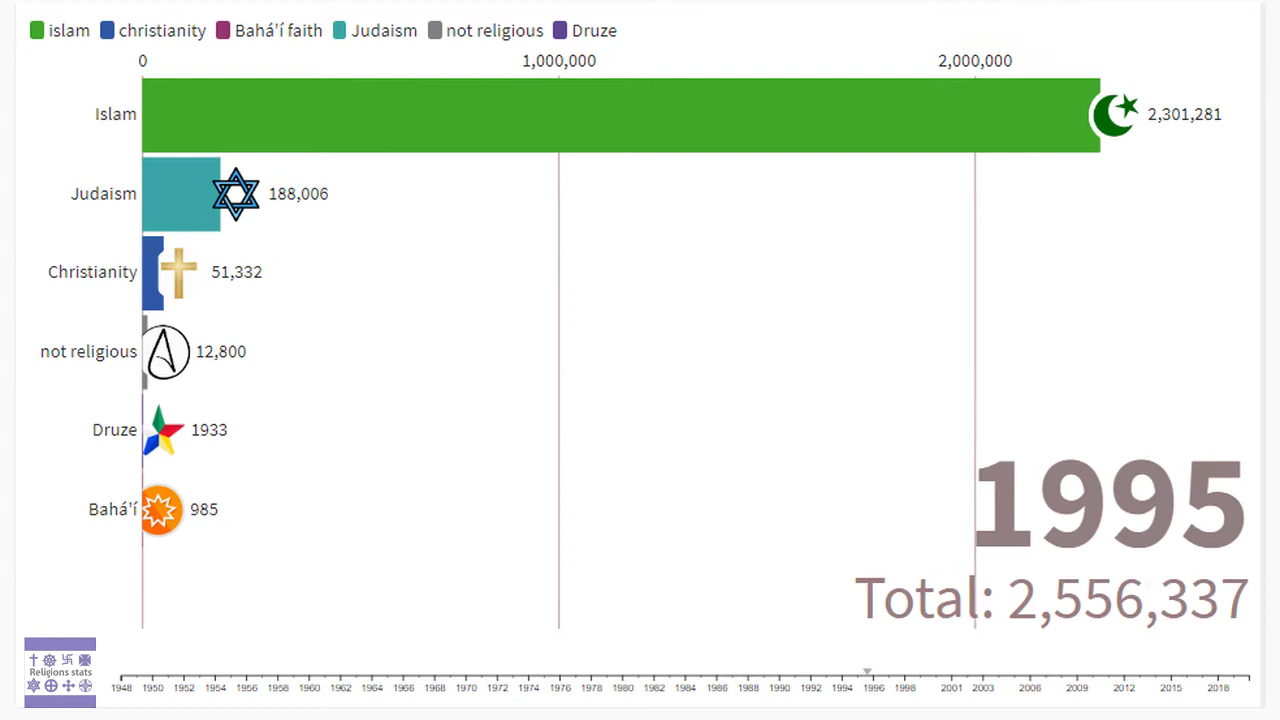 islam christianity Bahá'í faith Judaism not religious Druze
0 1,000,000 2,000,000
Islam 2,301,281
Judaism 188,006
Christianity 51,332
not religious 12,800
Druze 1933
Bahá'í 985
1995
Total: 2,556,337
Religions stats
1948 1950 1952 1954 1956 1958 1960 1962 1964 1966 1968 1970 1972 1974 1976 1978 1980 1982 1984 1986 1988 1990 1992 1994 1996 1998 2001 2003 2006 2009 2012 2015 2018